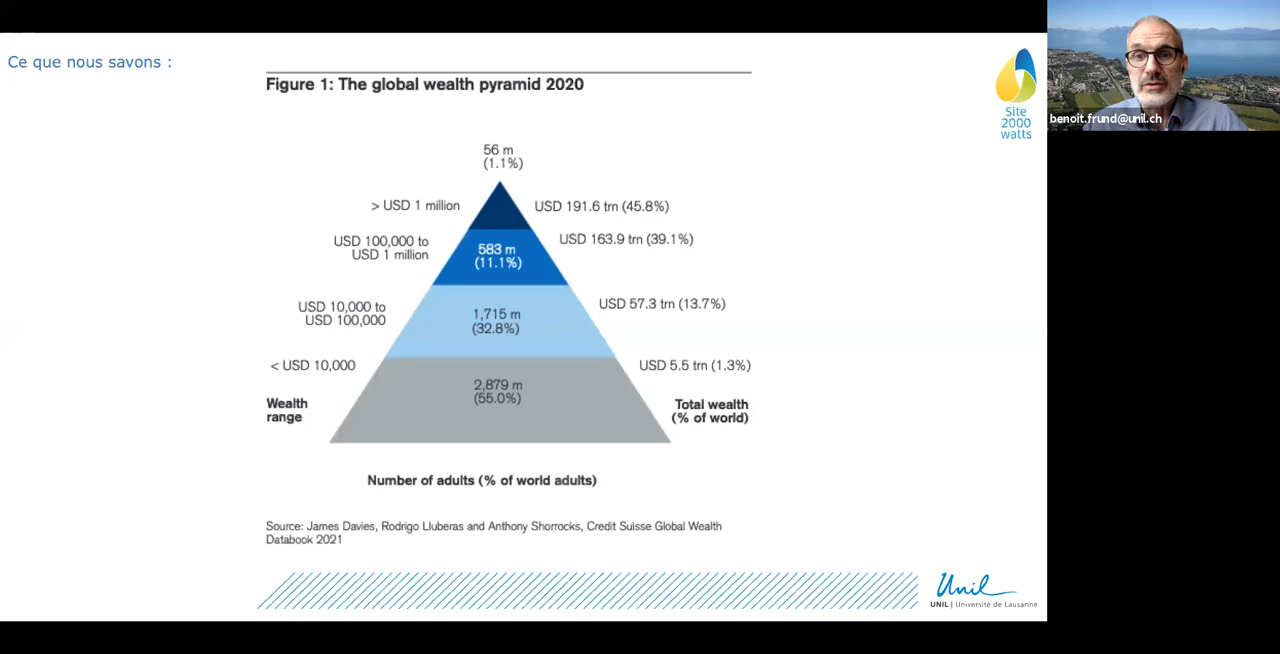 Ce que nous savons :
Figure 1: The global wealth pyramid 2020
56 m
(1.1%)
> USD 1 million
USD 191.6 trn (45.8%)
USD 100,000 to
USD 1 million
583 m
(11.1%)
USD 163.9 trn (39.1%)
USD 10,000 to
USD 100,000
1,715 m
(32.8%)
USD 57.3 trn (13.7%)
< USD 10,000
2,879 m
(55.0%)
USD 5.5 trn (1.3%)
Wealth
range
Total wealth
(% of world)
Number of adults (% of world adults)
Source: James Davies, Rodrigo Lluberas and Anthony Shorrocks, Credit Suisse Global Wealth
Databook 2021
Site
2000
watts
benoit.frund@unil.ch
Unil
UNIL | Université de Lausanne